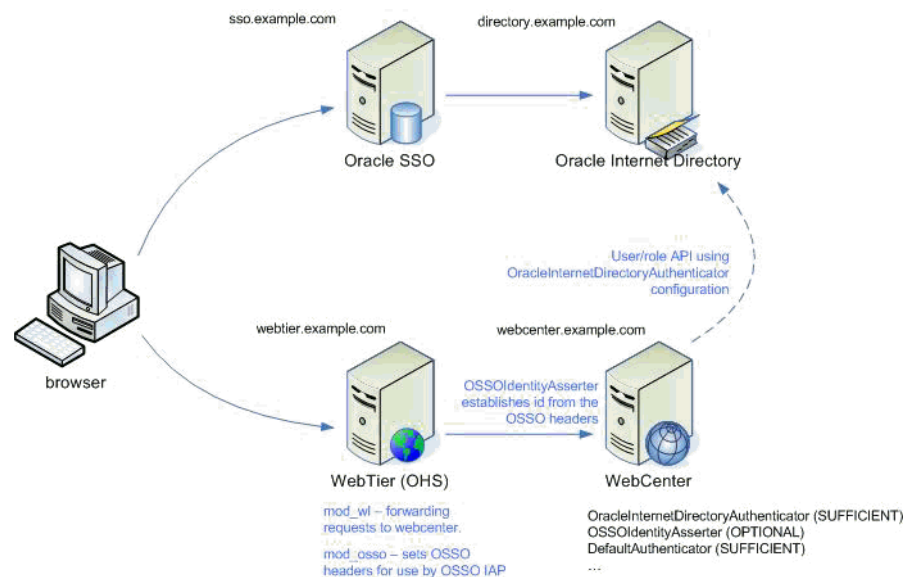 sso.example.com
directory.example.com
Oracle SSO
Oracle Internet Directory
User/role API using
OracleInternetDirectoryAuthenticator
configuration
browser
webtier.example.com
webcenter.example.com
OSSOIdentityAsserter
establishes id from the
OSSO headers
WebTier (OHS)
WebCenter
mod_wl – forwarding
requests to webcenter.
mod_osso – sets OSSO
headers for use by OSSO IAP
OracleInternetDirectoryAuthenticator (SUFFICIENT)
OSSOIdentityAsserter (OPTIONAL)
DefaultAuthenticator (SUFFICIENT)
...